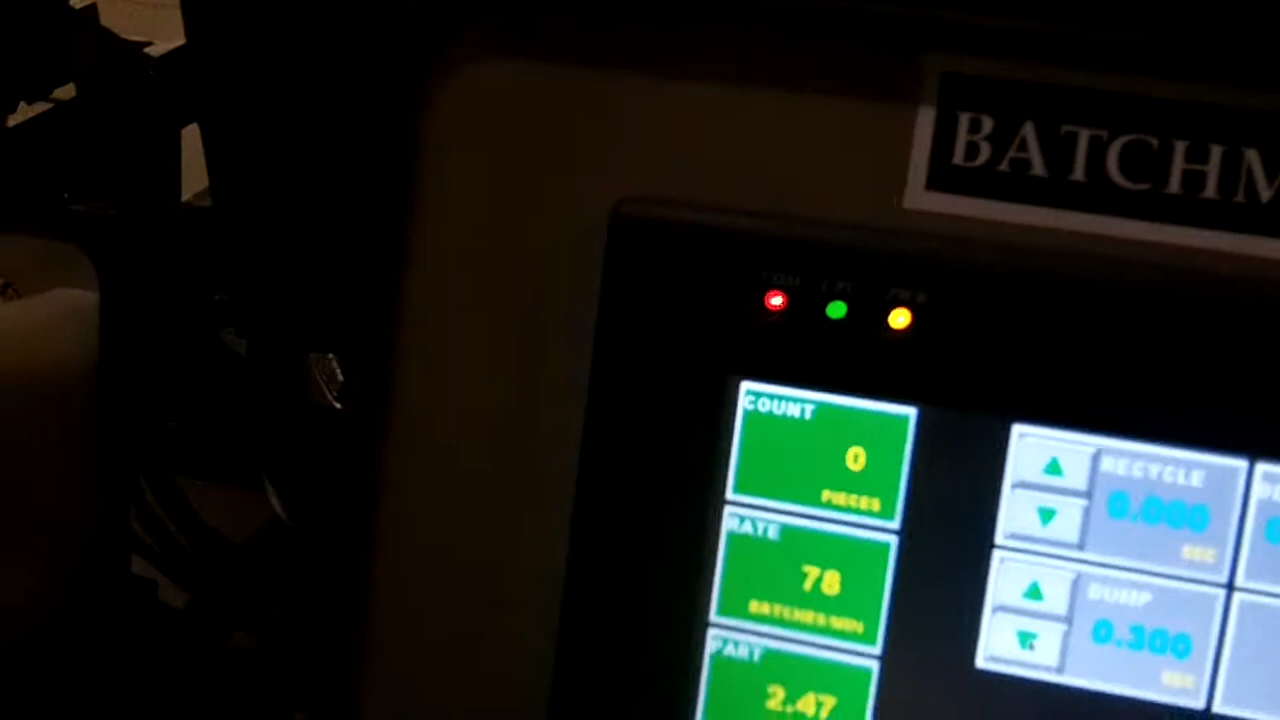 BATCHM
COUNT
0
PIECES
RATE
78
BATCHES/MIN
PART
2.47
RECYCLE
0.000
SEC
DUMP
0.300
SEC